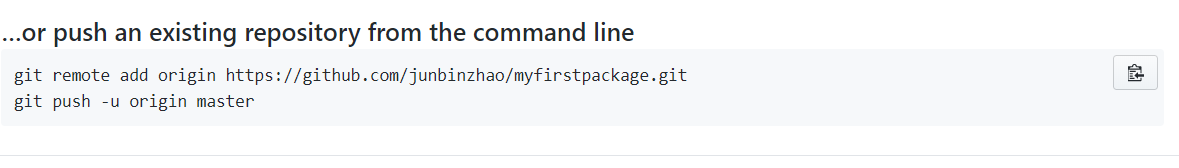 ...or push an existing repository from the command line
git remote add origin https://github.com/junbinzhao/myfirstpackage.git
git push -u origin master